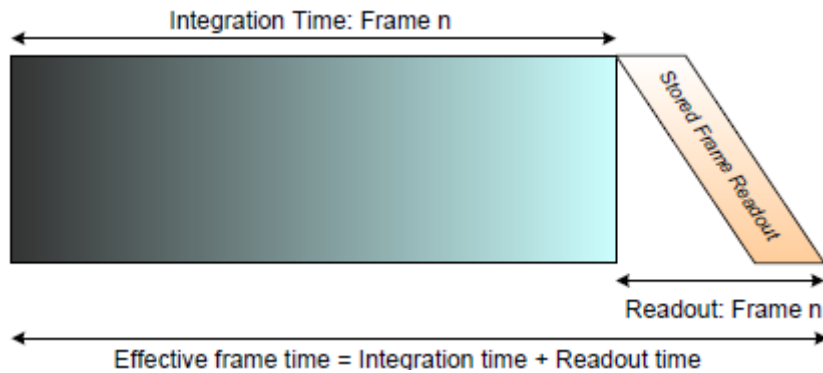 Integration Time: Frame n
Stored Frame Readout
Readout: Frame n
Effective frame time = Integration time + Readout time